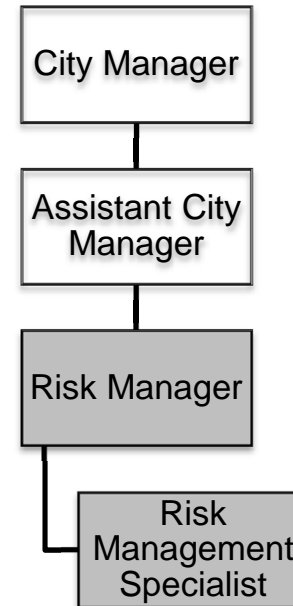 City Manager
Assistant City
Manager
Risk Manager
Risk
Management
Specialist